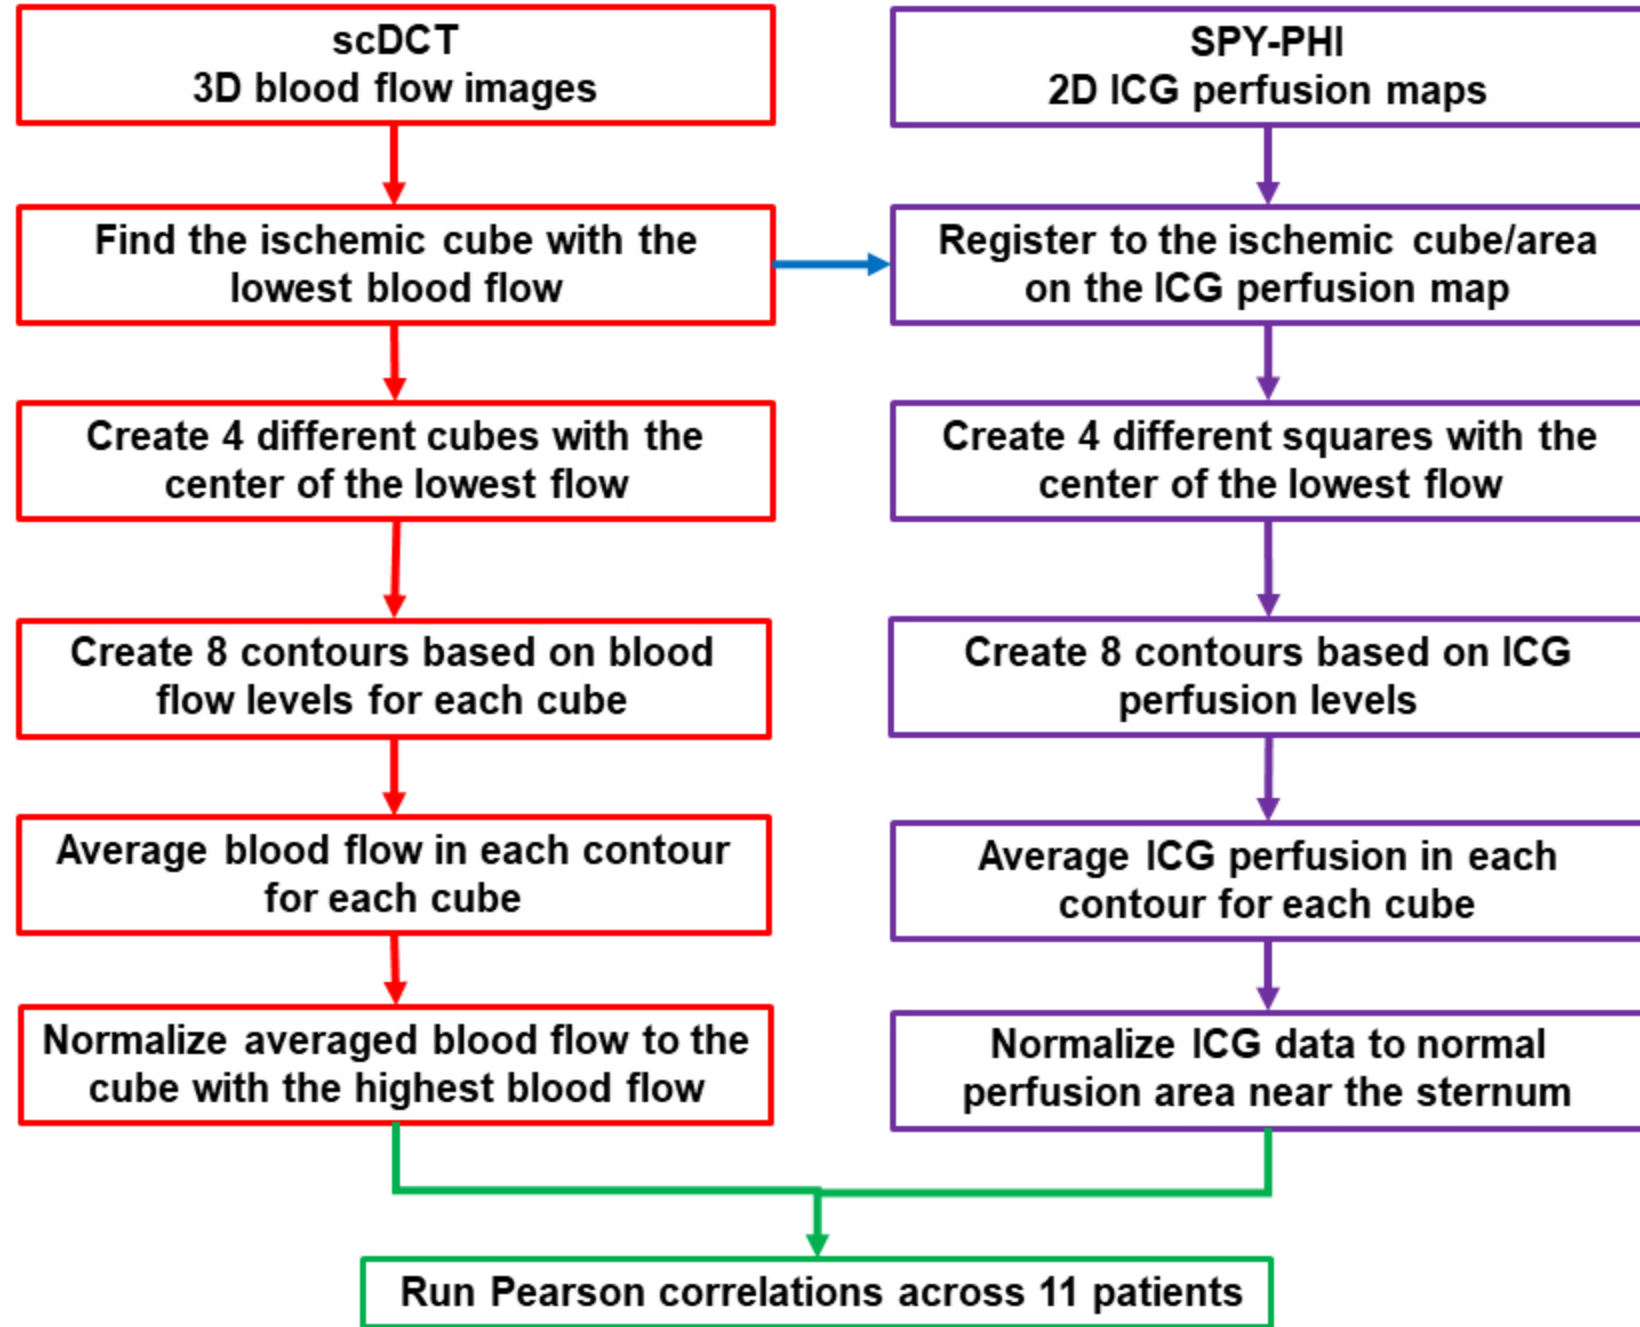 scDCT
3D blood flow images
SPY-PHI
2D ICG perfusion maps
Find the ischemic cube with the
lowest blood flow
Register to the ischemic cube/area
on the ICG perfusion map
Create 4 different cubes with the
center of the lowest flow
Create 4 different squares with the
center of the lowest flow
Create 8 contours based on blood
flow levels for each cube
Create 8 contours based on ICG
perfusion levels
Average blood flow in each contour
for each cube
Average ICG perfusion in each
contour for each cube
Normalize averaged blood flow to the
cube with the highest blood flow
Normalize ICG data to normal
perfusion area near the sternum
Run Pearson correlations across 11 patients